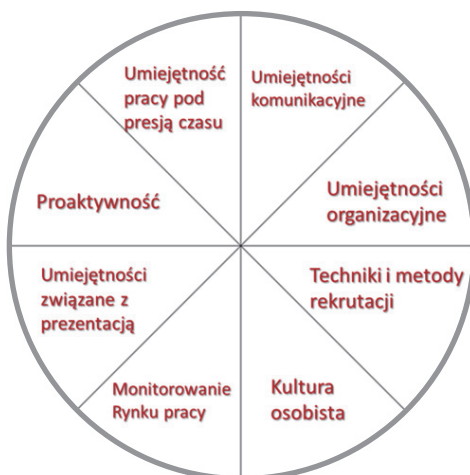 Umiejętność
pracy pod
presją czasu
Umiejętności
komunikacyjne
Umiejętności
organizacyjne
Techniki i metody
rekrutacji
Kultura
osobista
Monitorowanie
Rynku pracy
Umiejętności
związane z
prezentacją
Proaktywność